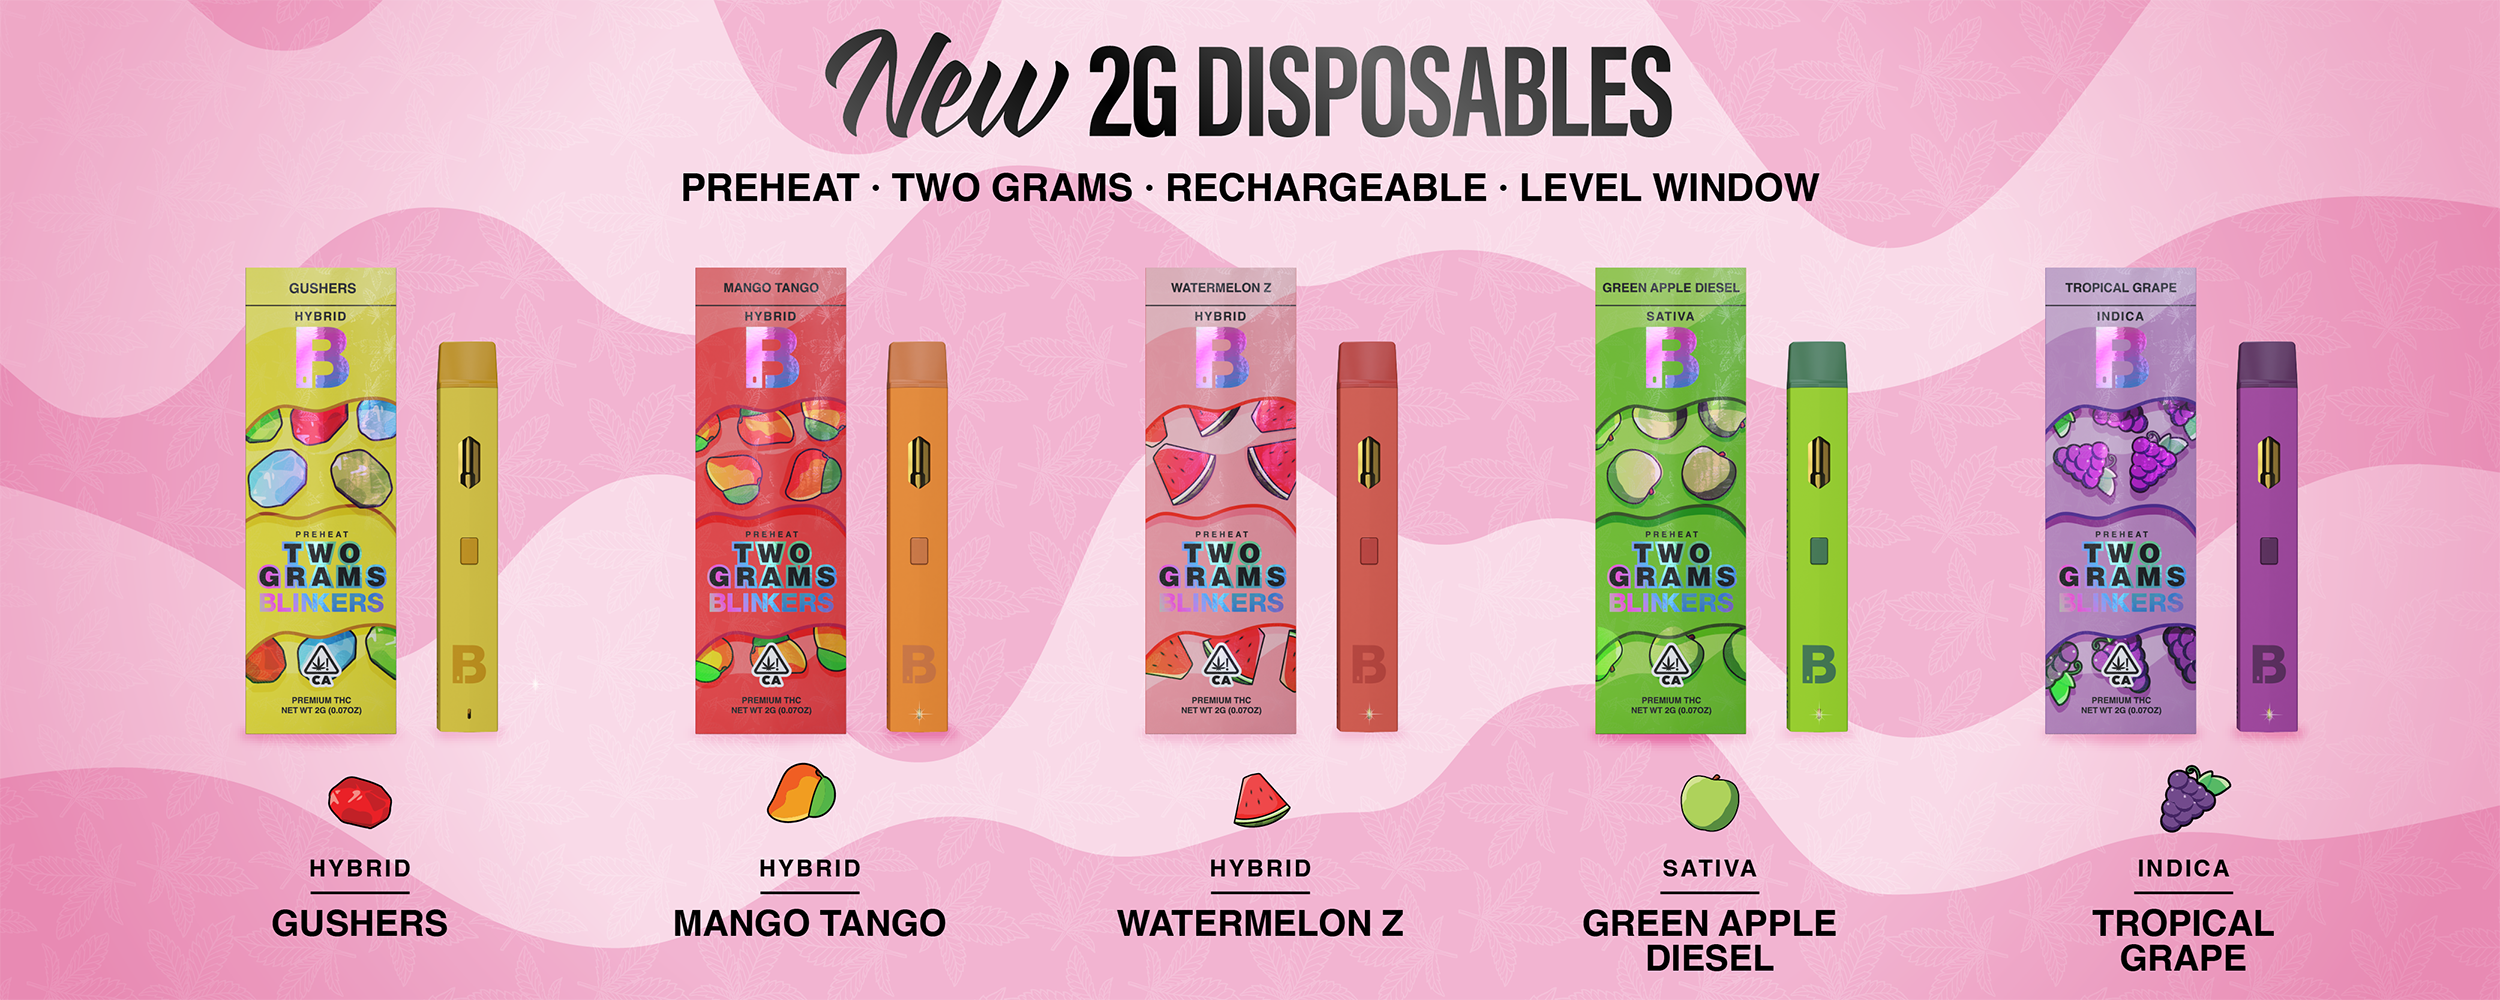 New 2G DISPOSABLES
PREHEAT · TWO GRAMS · RECHARGEABLE · LEVEL WINDOW
GUSHERS
HYBRID
B
PREHEAT
TWO
GRAMS
BLINKERS
CA
PREMIUM THC
NET WT 2G (0.07OZ)
B
HYBRID
GUSHERS
MANGO TANGO
HYBRID
B
PREHEAT
TWO
GRAMS
BLINKERS
CA
PREMIUM THC
NET WT 2G (0.07OZ)
B
HYBRID
MANGO TANGO
WATERMELON Z
HYBRID
B
PREHEAT
TWO
GRAMS
BLINKERS
CA
PREMIUM THC
NET WT 2G (0.07OZ)
B
HYBRID
WATERMELON Z
GREEN APPLE DIESEL
SATIVA
B
PREHEAT
TWO
GRAMS
BLINKERS
CA
PREMIUM THC
NET WT 2G (0.07OZ)
B
SATIVA
GREEN APPLE
DIESEL
TROPICAL GRAPE
INDICA
B
PREHEAT
TWO
GRAMS
BLINKERS
CA
PREMIUM THC
NET WT 2G (0.07OZ)
B
INDICA
TROPICAL
GRAPE